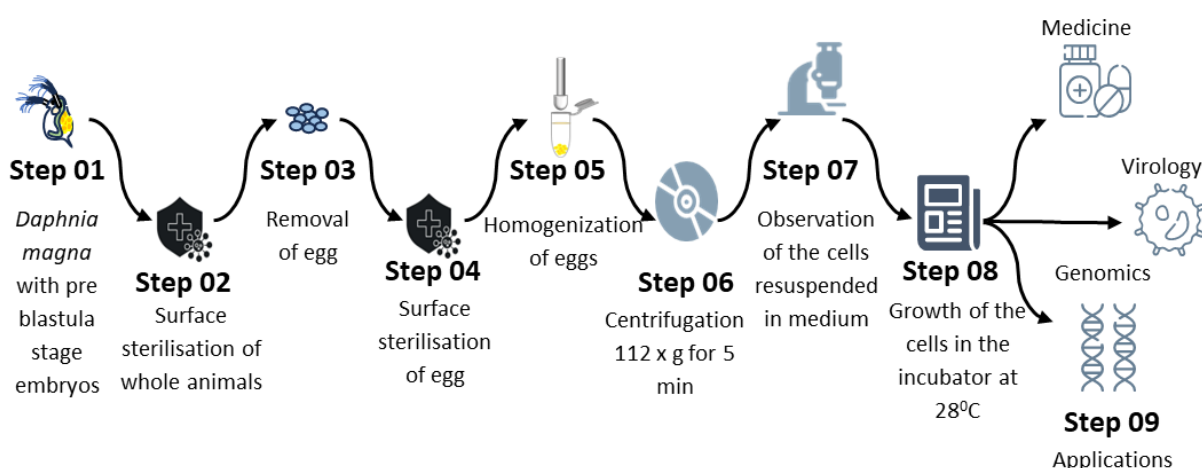 Medicine
Virology
Genomics
Step 01
Daphnia
magna
with pre
blastula
stage
embryos
Step 02
Surface
sterilisation of
whole animals
Step 03
Removal
of egg
Step 04
Surface
sterilisation
of egg
Step 05
Homogenization
of eggs
Step 06
Centrifugation
112 x g for 5
min
Step 07
Observation
of the cells
resuspended
in medium
Step 08
Growth of the
cells in the
incubator at
28⁰C
Step 09
Applications